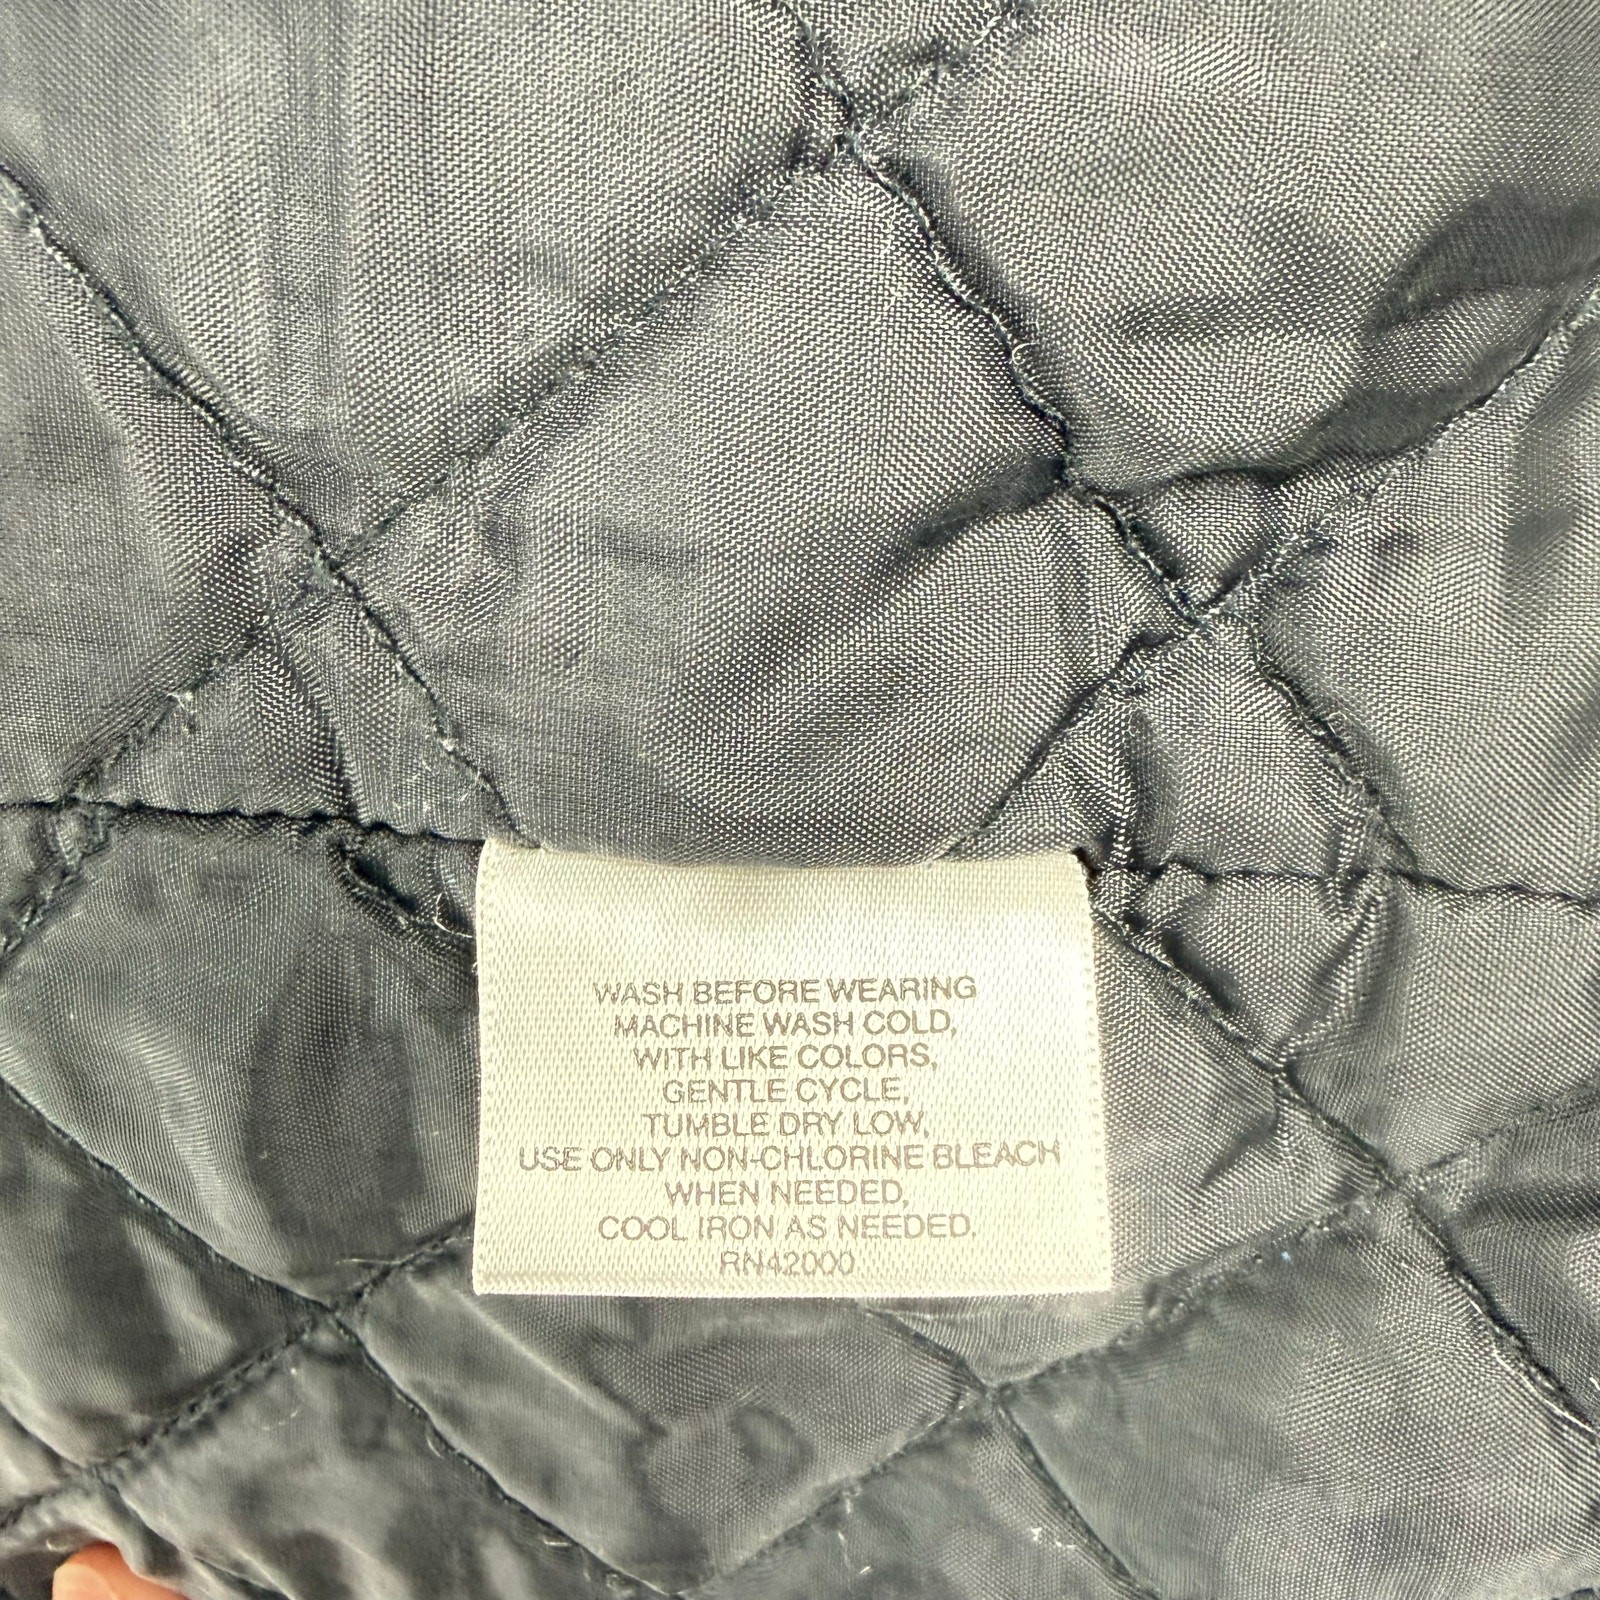 WASH BEFORE WEARING
MACHINE WASH COLD,
WITH LIKE COLORS,
GENTLE CYCLE,
TUMBLE DRY LOW,
USE ONLY NON-CHLORINE BLEACH
WHEN NEEDED,
COOL IRON AS NEEDED.
RN42000